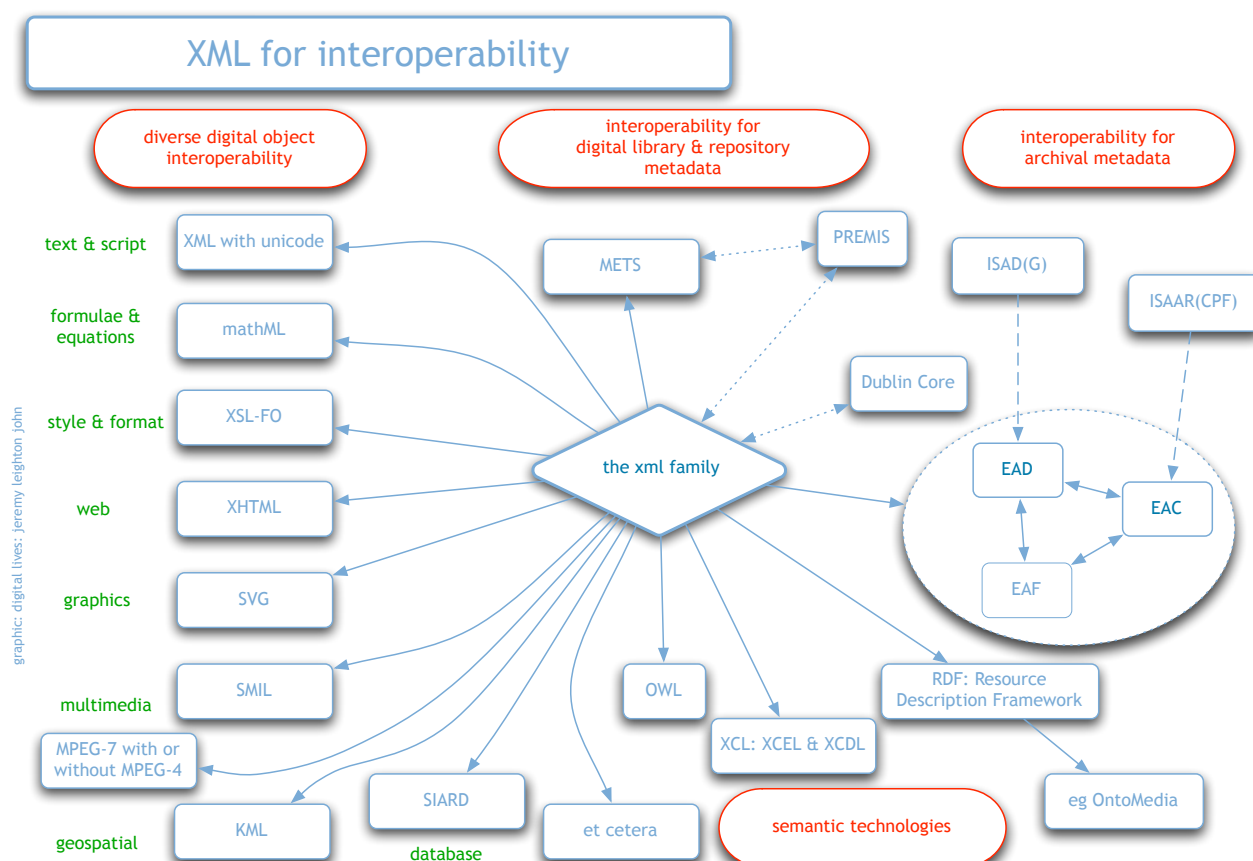 XML for interoperability
diverse digital object
interoperability
interoperability for
digital library & repository
metadata
interoperability for
archival metadata
text & script
XML with unicode
METS
PREMIS
ISAD(G)
ISAAR(CPF)
formulae &
equations
mathML
Dublin Core
style & format
XSL-FO
the xml family
EAD
EAC
EAF
web
XHTML
graphics
SVG
graphic: digital lives: jeremy leighton john
multimedia
SMIL
OWL
RDF: Resource
Description Framework
MPEG-7 with or
without MPEG-4
XCL: XCEL & XCDL
SIARD
eg OntoMedia
geospatial
KML
database
et cetera
semantic technologies